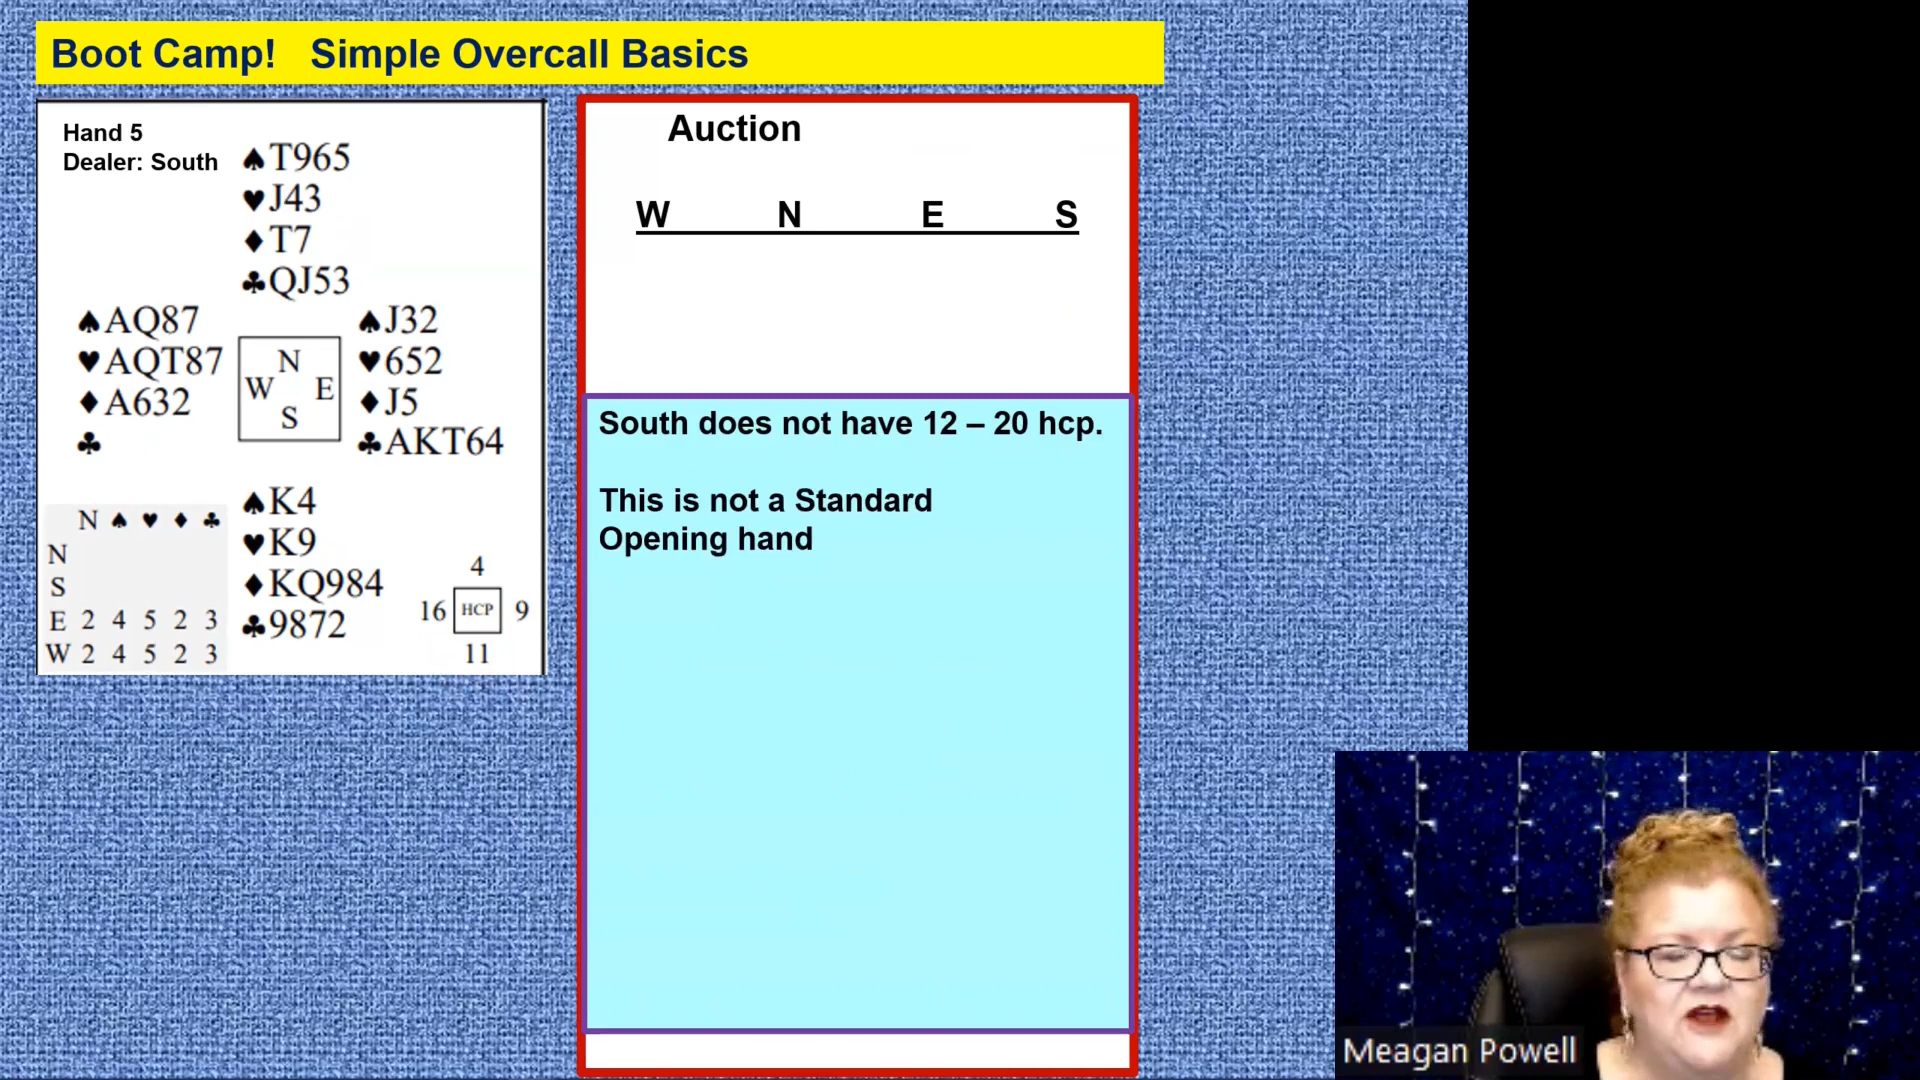 Boot Camp! Simple Overcall Basics
Hand 5
Dealer: South
♠T965
♥J43
♦T7
♣QJ53
♠AQ87
♥AQT87
♦A632
♣
N
W E
S
♠J32
♥652
♦J5
♣AKT64
♠K4
♥K9
♦KQ984
♣9872
N ♠ ♥ ♦ ♣
N
S
E 2 4 5 2 3
W 2 4 5 2 3
4
16 HCP 9
11
Auction
W N E S
South does not have 12 – 20 hcp.
This is not a Standard
Opening hand
Meagan Powell